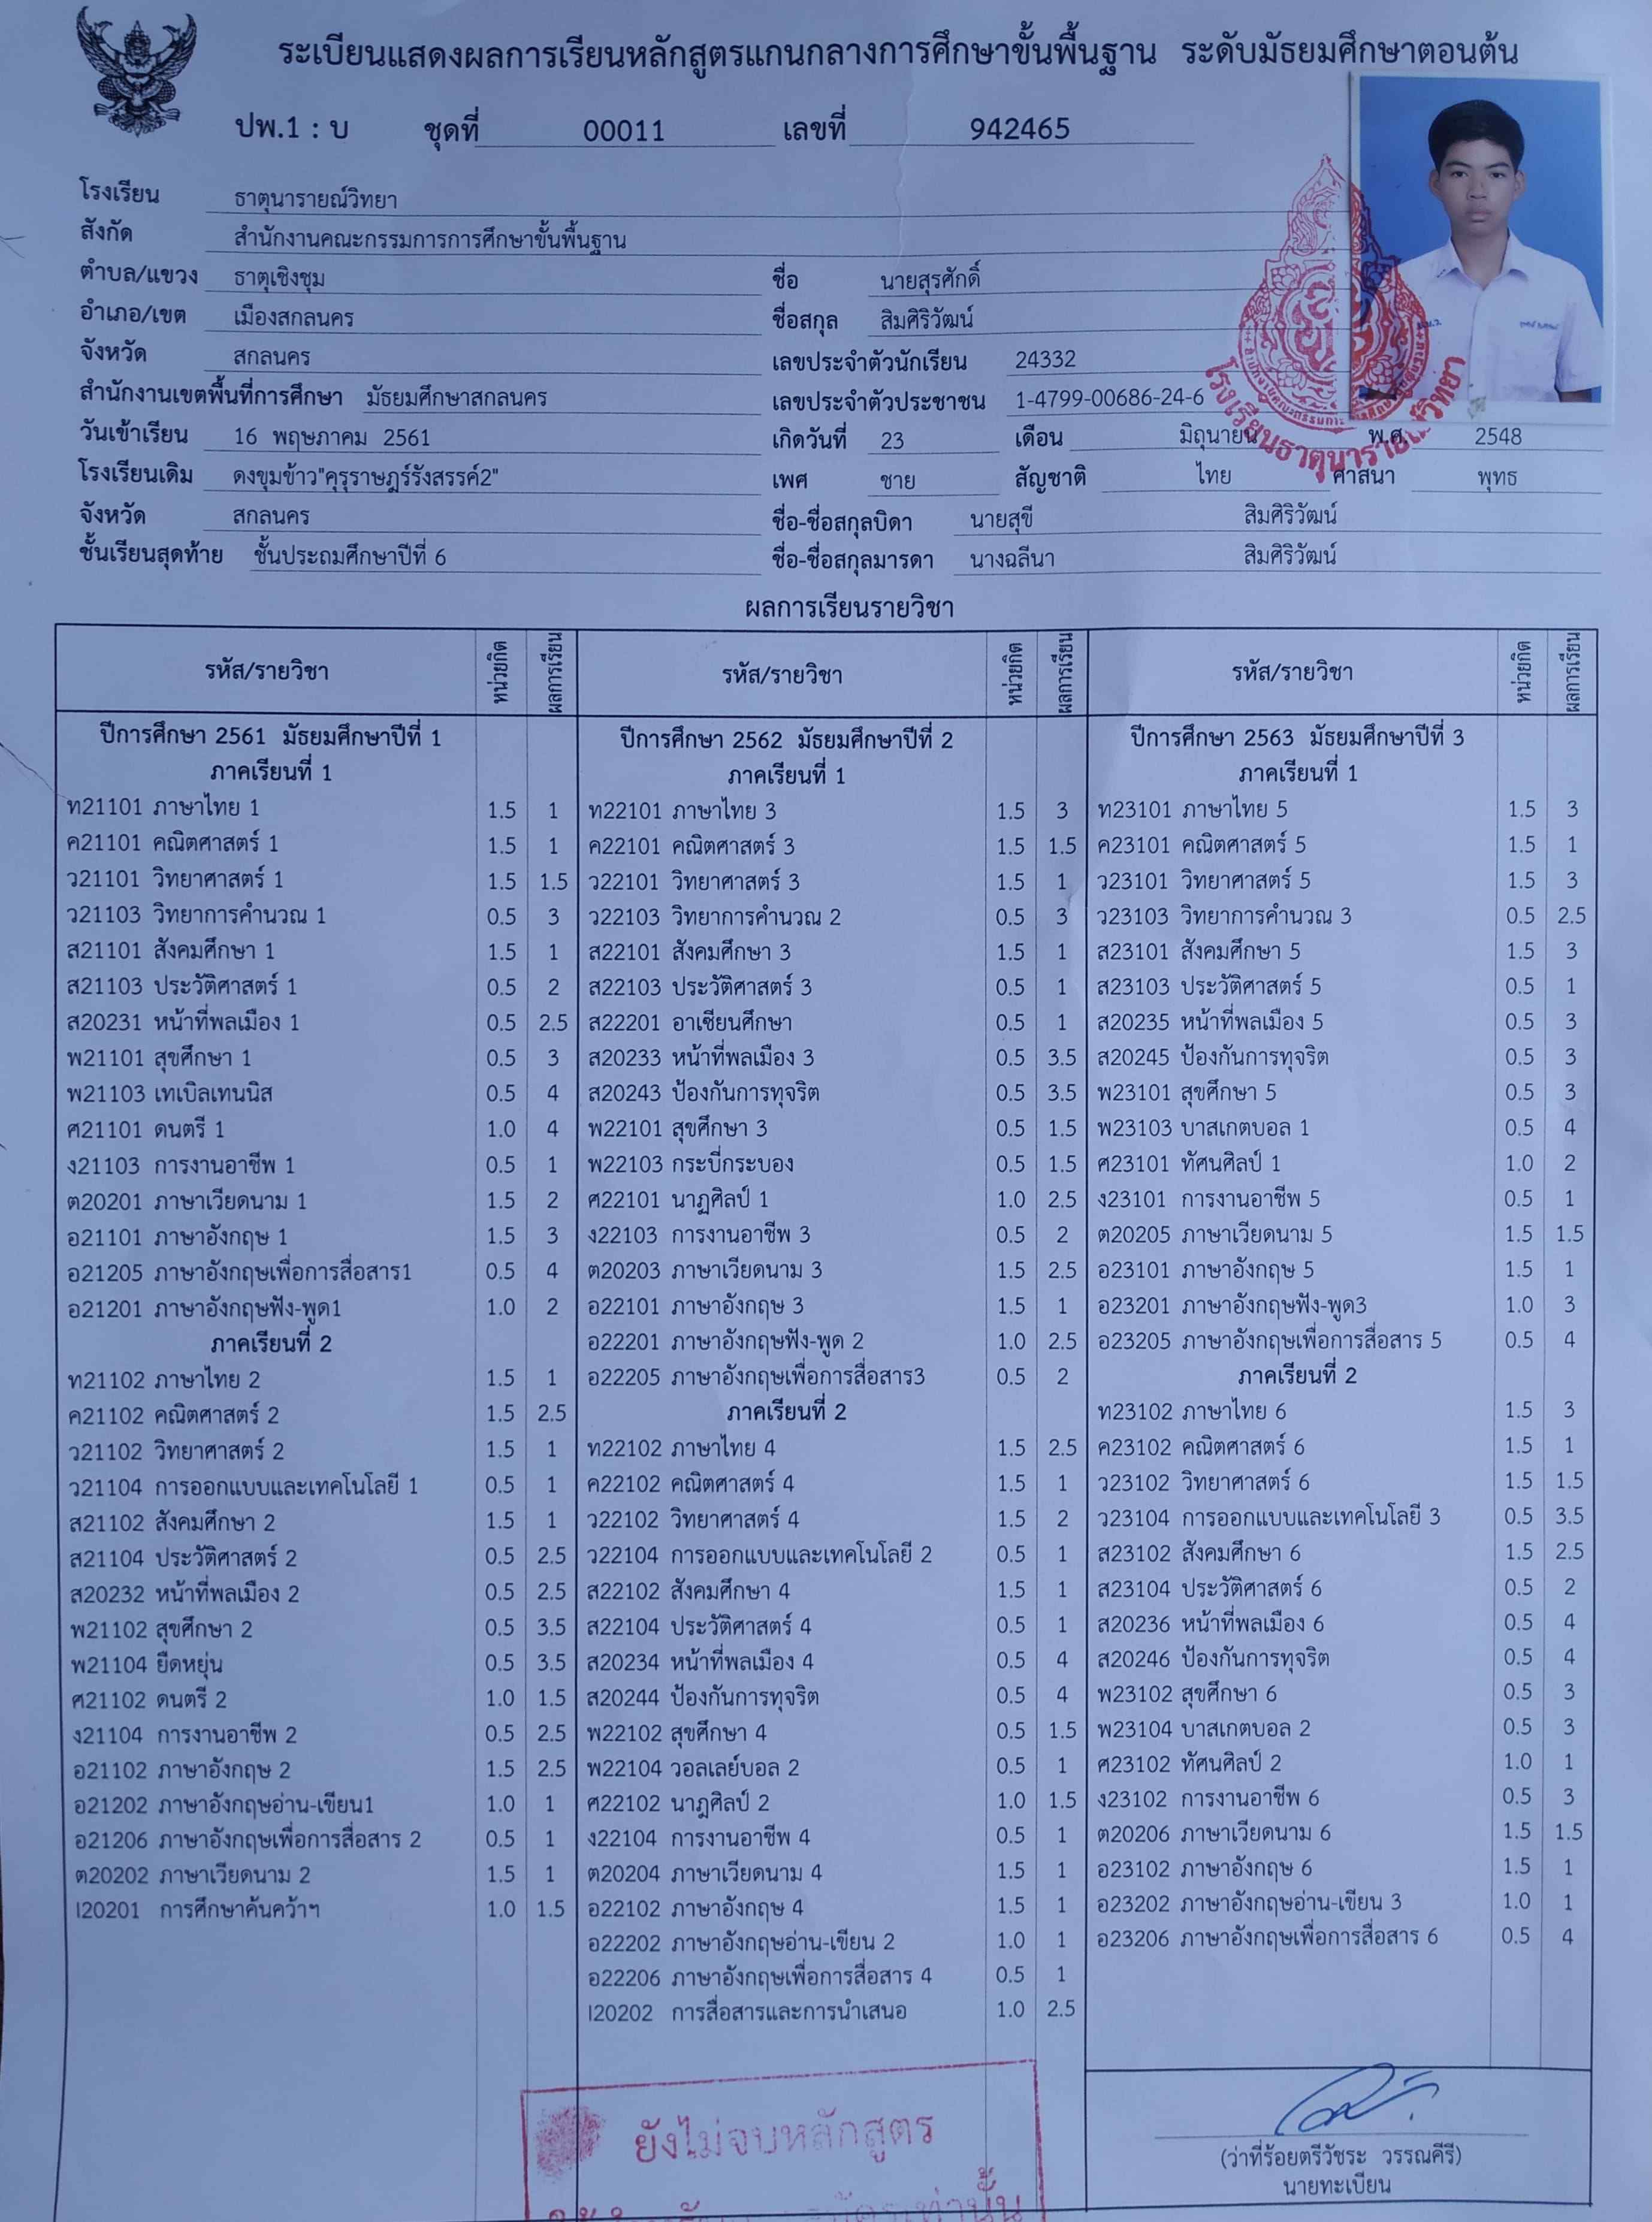 ระเบียนแสดงผลการเรียนหลักสูตรแกนกลางการศึกษาขั้นพื้นฐาน ระดับมัธยมศึกษาตอนต้น
ปพ.1 : บ ชุดที่ 00011 เลขที่ 942465
โรงเรียน ธาตุนารายณ์วิทยา
สังกัด สำนักงานคณะกรรมการการศึกษาขั้นพื้นฐาน
ตำบล/แขวง ธาตุเชิงชุม
อำเภอ/เขต เมืองสกลนคร
จังหวัด สกลนคร
สำนักงานเขตพื้นที่การศึกษา มัธยมศึกษาสกลนคร
วันเข้าเรียน 16 พฤษภาคม 2561
โรงเรียนเดิม ดงขุมข้าว"คุรุราษฎร์รังสรรค์2"
จังหวัด สกลนคร
ชั้นเรียนสุดท้าย ชั้นประถมศึกษาปีที่ 6
ชื่อ นายสุรศักดิ์
ชื่อสกุล สิมศิริวัฒน์
เลขประจำตัวนักเรียน 24332
เลขประจำตัวประชาชน 1-4799-00686-24-6
เกิดวันที่ 23 เดือน มิถุนายน พ.ศ. 2548
เพศ ชาย สัญชาติ ไทย ศาสนา พุทธ
ชื่อ-ชื่อสกุลบิดา นายสุขี สิมศิริวัฒน์
ชื่อ-ชื่อสกุลมารดา นางฉลีนา สิมศิริวัฒน์
โรงเรียนธาตุนารายณ์วิทยา
ผลการเรียนรายวิชา
รหัส/รายวิชา หน่วยกิต ผลการเรียน
ปีการศึกษา 2561 มัธยมศึกษาปีที่ 1
ภาคเรียนที่ 1
ท21101 ภาษาไทย 1 1.5 1
ค21101 คณิตศาสตร์ 1 1.5 1
ว21101 วิทยาศาสตร์ 1 1.5 1.5
ว21103 วิทยาการคำนวณ 1 0.5 3
ส21101 สังคมศึกษา 1 1.5 1
ส21103 ประวัติศาสตร์ 1 0.5 2
ส20231 หน้าที่พลเมือง 1 0.5 2.5
พ21101 สุขศึกษา 1 0.5 3
พ21103 เทเบิลเทนนิส 0.5 4
ศ21101 ดนตรี 1 1.0 4
ง21103 การงานอาชีพ 1 0.5 1
ต20201 ภาษาเวียดนาม 1 1.5 2
อ21101 ภาษาอังกฤษ 1 1.5 3
อ21205 ภาษาอังกฤษเพื่อการสื่อสาร1 0.5 4
อ21201 ภาษาอังกฤษฟัง-พูด1 1.0 2
ภาคเรียนที่ 2
ท21102 ภาษาไทย 2 1.5 1
ค21102 คณิตศาสตร์ 2 1.5 2.5
ว21102 วิทยาศาสตร์ 2 1.5 1
ว21104 การออกแบบและเทคโนโลยี 1 0.5 1
ส21102 สังคมศึกษา 2 1.5 1
ส21104 ประวัติศาสตร์ 2 0.5 2.5
ส20232 หน้าที่พลเมือง 2 0.5 2.5
พ21102 สุขศึกษา 2 0.5 3.5
พ21104 ยืดหยุ่น 0.5 3.5
ศ21102 ดนตรี 2 1.0 1.5
ง21104 การงานอาชีพ 2 0.5 2.5
อ21102 ภาษาอังกฤษ 2 1.5 2.5
อ21202 ภาษาอังกฤษอ่าน-เขียน1 1.0 1
อ21206 ภาษาอังกฤษเพื่อการสื่อสาร 2 0.5 1
ต20202 ภาษาเวียดนาม 2 1.5 1
I20201 การศึกษาค้นคว้าฯ 1.0 1.5
รหัส/รายวิชา หน่วยกิต ผลการเรียน
ปีการศึกษา 2562 มัธยมศึกษาปีที่ 2
ภาคเรียนที่ 1
ท22101 ภาษาไทย 3 1.5 3
ค22101 คณิตศาสตร์ 3 1.5 1.5
ว22101 วิทยาศาสตร์ 3 1.5 1
ว22103 วิทยาการคำนวณ 2 0.5 3
ส22101 สังคมศึกษา 3 1.5 1
ส22103 ประวัติศาสตร์ 3 0.5 1
ส22201 อาเซียนศึกษา 0.5 1
ส20233 หน้าที่พลเมือง 3 0.5 3.5
ส20243 ป้องกันการทุจริต 0.5 3.5
พ22101 สุขศึกษา 3 0.5 1.5
พ22103 กระบี่กระบอง 0.5 1.5
ศ22101 นาฏศิลป์ 1 1.0 2.5
ง22103 การงานอาชีพ 3 0.5 2
ต20203 ภาษาเวียดนาม 3 1.5 2.5
อ22101 ภาษาอังกฤษ 3 1.5 1
อ22201 ภาษาอังกฤษฟัง-พูด 2 1.0 2.5
อ22205 ภาษาอังกฤษเพื่อการสื่อสาร3 0.5 2
ภาคเรียนที่ 2
ท22102 ภาษาไทย 4 1.5 2.5
ค22102 คณิตศาสตร์ 4 1.5 1
ว22102 วิทยาศาสตร์ 4 1.5 2
ว22104 การออกแบบและเทคโนโลยี 2 0.5 1
ส22102 สังคมศึกษา 4 1.5 1
ส22104 ประวัติศาสตร์ 4 0.5 1
ส20234 หน้าที่พลเมือง 4 0.5 4
ส20244 ป้องกันการทุจริต 0.5 4
พ22102 สุขศึกษา 4 0.5 1.5
พ22104 วอลเลย์บอล 2 0.5 1
ศ22102 นาฏศิลป์ 2 1.0 1.5
ง22104 การงานอาชีพ 4 0.5 1
ต20204 ภาษาเวียดนาม 4 1.5 1
อ22102 ภาษาอังกฤษ 4 1.5 1
อ22202 ภาษาอังกฤษอ่าน-เขียน 2 1.0 1
อ22206 ภาษาอังกฤษเพื่อการสื่อสาร 4 0.5 1
I20202 การสื่อสารและการนำเสนอ 1.0 2.5
รหัส/รายวิชา หน่วยกิต ผลการเรียน
ปีการศึกษา 2563 มัธยมศึกษาปีที่ 3
ภาคเรียนที่ 1
ท23101 ภาษาไทย 5 1.5 3
ค23101 คณิตศาสตร์ 5 1.5 1
ว23101 วิทยาศาสตร์ 5 1.5 3
ว23103 วิทยาการคำนวณ 3 0.5 2.5
ส23101 สังคมศึกษา 5 1.5 3
ส23103 ประวัติศาสตร์ 5 0.5 1
ส20235 หน้าที่พลเมือง 5 0.5 3
ส20245 ป้องกันการทุจริต 0.5 3
พ23101 สุขศึกษา 5 0.5 3
พ23103 บาสเกตบอล 1 0.5 4
ศ23101 ทัศนศิลป์ 1 1.0 2
ง23101 การงานอาชีพ 5 0.5 1
ต20205 ภาษาเวียดนาม 5 1.5 1.5
อ23101 ภาษาอังกฤษ 5 1.5 1
อ23201 ภาษาอังกฤษฟัง-พูด3 1.0 3
อ23205 ภาษาอังกฤษเพื่อการสื่อสาร 5 0.5 4
ภาคเรียนที่ 2
ท23102 ภาษาไทย 6 1.5 3
ค23102 คณิตศาสตร์ 6 1.5 1
ว23102 วิทยาศาสตร์ 6 1.5 1.5
ว23104 การออกแบบและเทคโนโลยี 3 0.5 3.5
ส23102 สังคมศึกษา 6 1.5 2.5
ส23104 ประวัติศาสตร์ 6 0.5 2
ส20236 หน้าที่พลเมือง 6 0.5 4
ส20246 ป้องกันการทุจริต 0.5 4
พ23102 สุขศึกษา 6 0.5 3
พ23104 บาสเกตบอล 2 0.5 3
ศ23102 ทัศนศิลป์ 2 1.0 1
ง23102 การงานอาชีพ 6 0.5 3
ต20206 ภาษาเวียดนาม 6 1.5 1.5
อ23102 ภาษาอังกฤษ 6 1.5 1
อ23202 ภาษาอังกฤษอ่าน-เขียน 3 1.0 1
อ23206 ภาษาอังกฤษเพื่อการสื่อสาร 6 0.5 4
ยังไม่จบหลักสูตร
(ว่าที่ร้อยตรีวัชระ วรรณคีรี)
นายทะเบียน